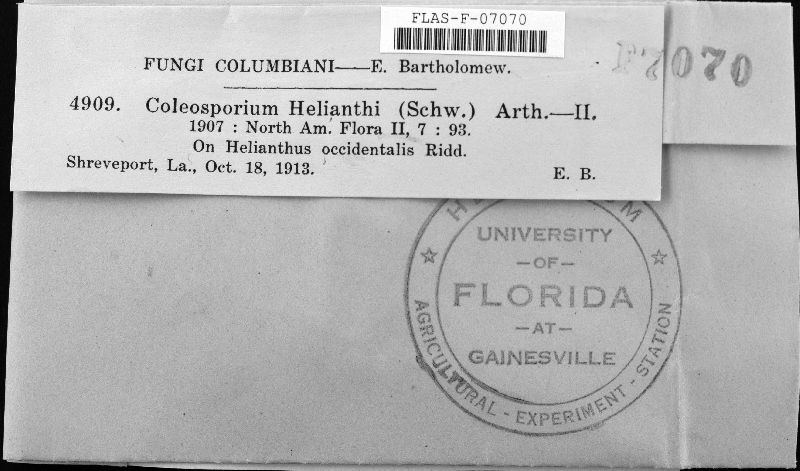 FLAS-F-07070
F7070
FUNGI COLUMBIANI—E. Bartholomew.
4909. Coleosporium Helianthi (Schw.) Arth.—II.
1907 : North Am. Flora II, 7 : 93.
On Helianthus occidentalis Ridd.
Shreveport, La., Oct. 18, 1913. E. B.
UNIVERSITY
—OF—
FLORIDA
—AT—
GAINESVILLE
AGRICULTURAL - EXPERIMENT - STATION